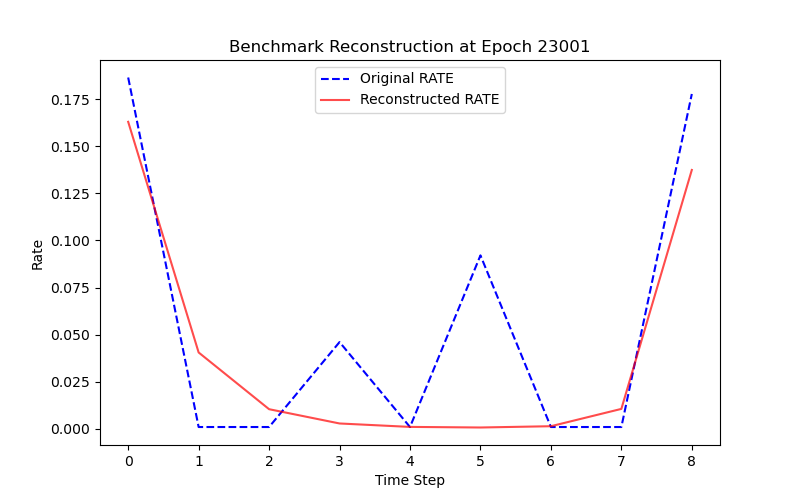 Benchmark Reconstruction at Epoch 23001
Original RATE
Reconstructed RATE
Rate
0.175
0.150
0.125
0.100
0.075
0.050
0.025
0.000
0 1 2 3 4 5 6 7 8
Time Step